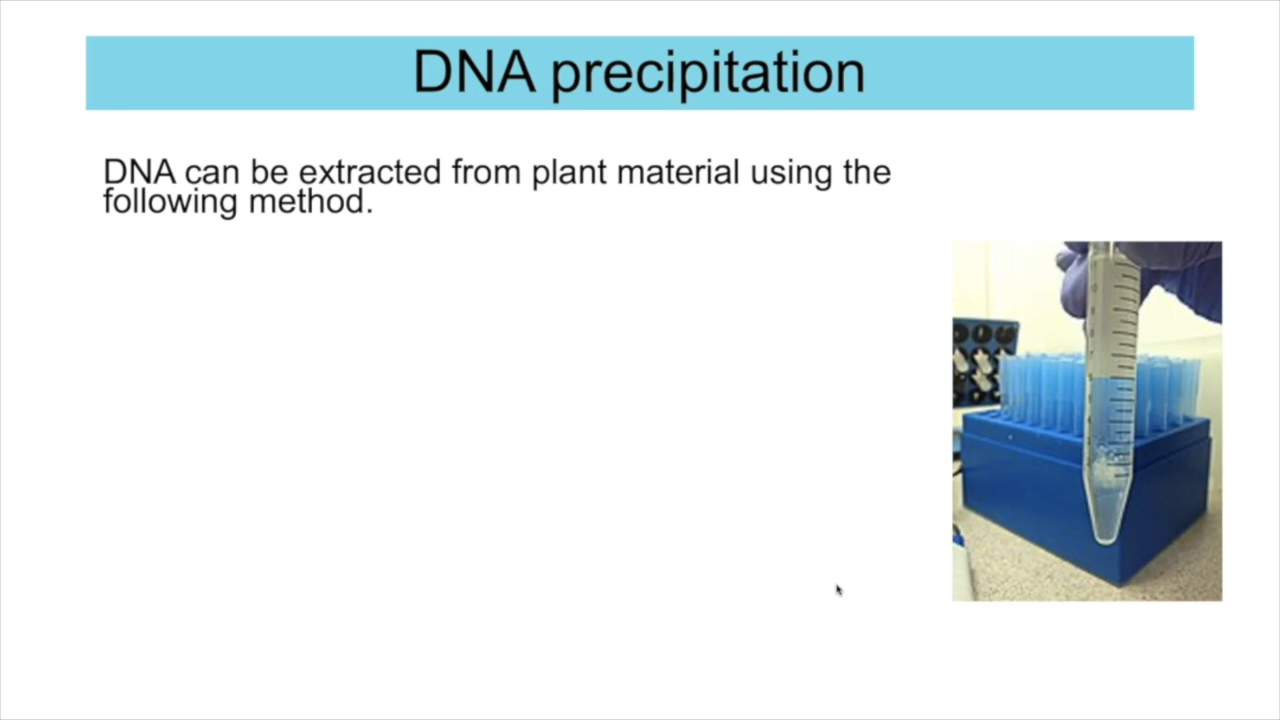 DNA precipitation
DNA can be extracted from plant material using the
following method.